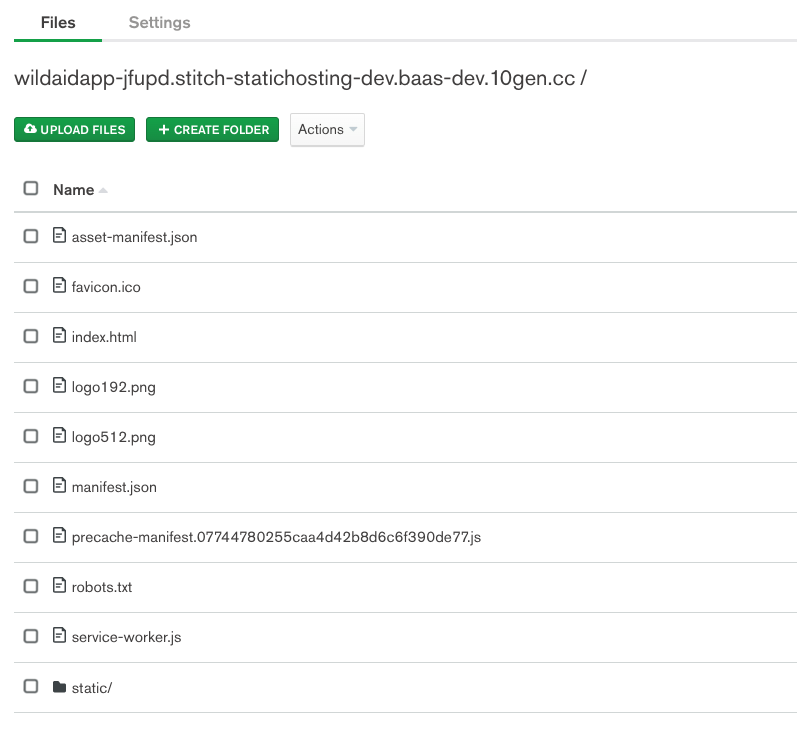 Files Settings
wildaidapp-jfupd.stitch-statichosting-dev.baas-dev.10gen.cc /
UPLOAD FILES + CREATE FOLDER Actions
Name
asset-manifest.json
favicon.ico
index.html
logo192.png
logo512.png
manifest.json
precache-manifest.07744780255caa4d42b8d6c6f390de77.js
robots.txt
service-worker.js
static/